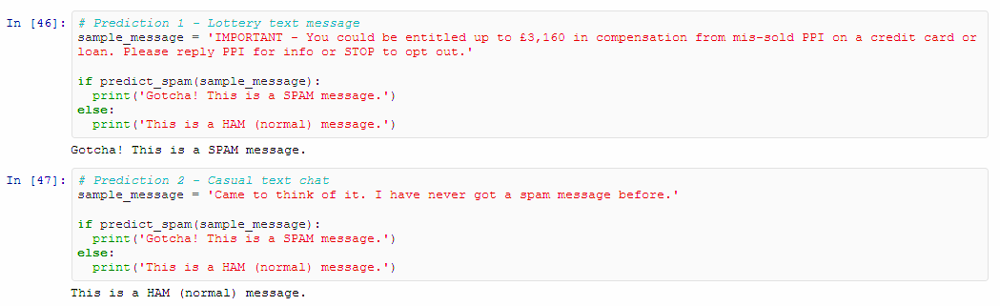 In [46]: # Prediction 1 - Lottery text message
sample_message = 'IMPORTANT - You could be entitled up to £3,160 in compensation from mis-sold PPI on a credit card or
loan. Please reply PPI for info or STOP to opt out.'
if predict_spam(sample_message):
  print('Gotcha! This is a SPAM message.')
else:
  print('This is a HAM (normal) message.')
Gotcha! This is a SPAM message.
In [47]: # Prediction 2 - Casual text chat
sample_message = 'Came to think of it. I have never got a spam message before.'
if predict_spam(sample_message):
  print('Gotcha! This is a SPAM message.')
else:
  print('This is a HAM (normal) message.')
This is a HAM (normal) message.